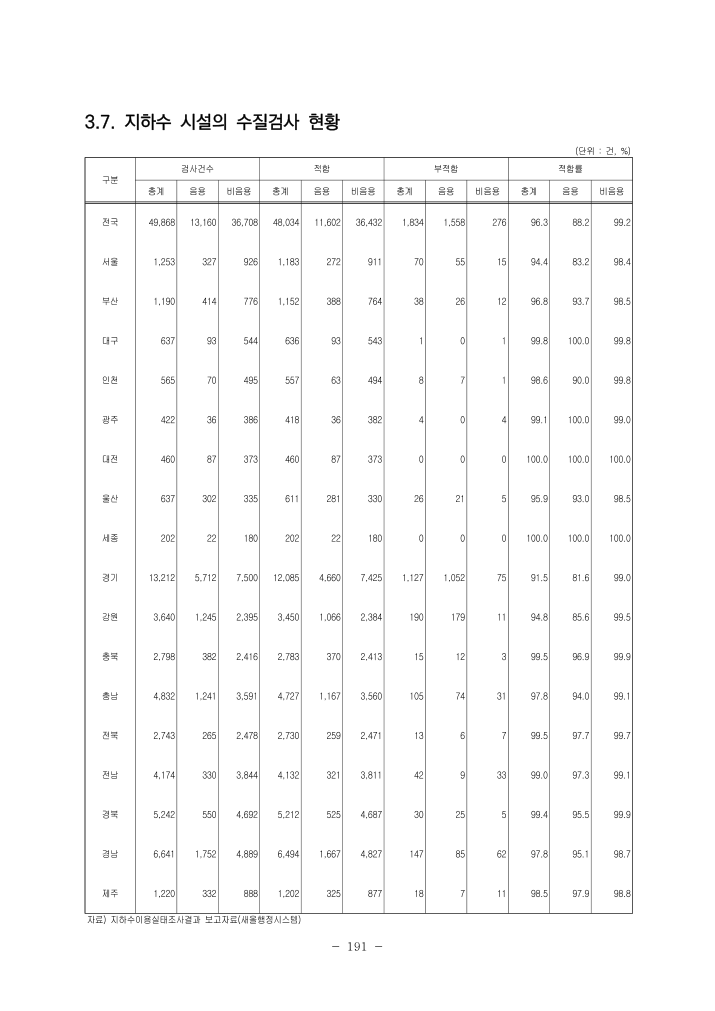 3.7. 지하수 시설의 수질검사 현황
(단위 : 건, %)
구분 검사건수 적합 부적합 적합률
총계 음용 비음용 총계 음용 비음용 총계 음용 비음용 총계 음용 비음용
전국 49,868 13,160 36,708 48,034 11,602 36,432 1,834 1,558 276 96.3 88.2 99.2
서울 1,253 327 926 1,183 272 911 70 55 15 94.4 83.2 98.4
부산 1,190 414 776 1,152 388 764 38 26 12 96.8 93.7 98.5
대구 637 93 544 636 93 543 1 0 1 99.8 100.0 99.8
인천 565 70 495 557 63 494 8 7 1 98.6 90.0 99.8
광주 422 36 386 418 36 382 4 0 4 99.1 100.0 99.0
대전 460 87 373 460 87 373 0 0 0 100.0 100.0 100.0
울산 637 302 335 611 281 330 26 21 5 95.9 93.0 98.5
세종 202 22 180 202 22 180 0 0 0 100.0 100.0 100.0
경기 13,212 5,712 7,500 12,085 4,660 7,425 1,127 1,052 75 91.5 81.6 99.0
강원 3,640 1,245 2,395 3,450 1,066 2,384 190 179 11 94.8 85.6 99.5
충북 2,798 382 2,416 2,783 370 2,413 15 12 3 99.5 96.9 99.9
충남 4,832 1,241 3,591 4,727 1,167 3,560 105 74 31 97.8 94.0 99.1
전북 2,743 265 2,478 2,730 259 2,471 13 6 7 99.5 97.7 99.7
전남 4,174 330 3,844 4,132 321 3,811 42 9 33 99.0 97.3 99.1
경북 5,242 550 4,692 5,212 525 4,687 30 25 5 99.4 95.5 99.9
경남 6,641 1,752 4,889 6,494 1,667 4,827 147 85 62 97.8 95.1 98.7
제주 1,220 332 888 1,202 325 877 18 7 11 98.5 97.9 98.8
자료) 지하수이용실태조사결과 보고자료(새올행정시스템)
- 191 -